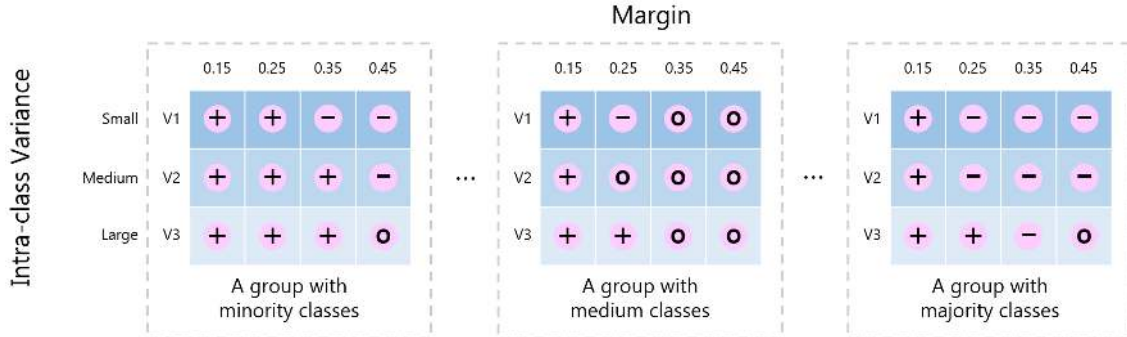 Margin
0.15 0.25 0.35 0.45 0.15 0.25 0.35 0.45 0.15 0.25 0.35 0.45
Intra-class Variance
Small V1 + + − − V1 + − o o V1 + − − −
Medium V2 + + + − ... V2 + o o o ... V2 + − − −
Large V3 + + + o V3 + + o o V3 + + − o
A group with A group with A group with
minority classes medium classes majority classes